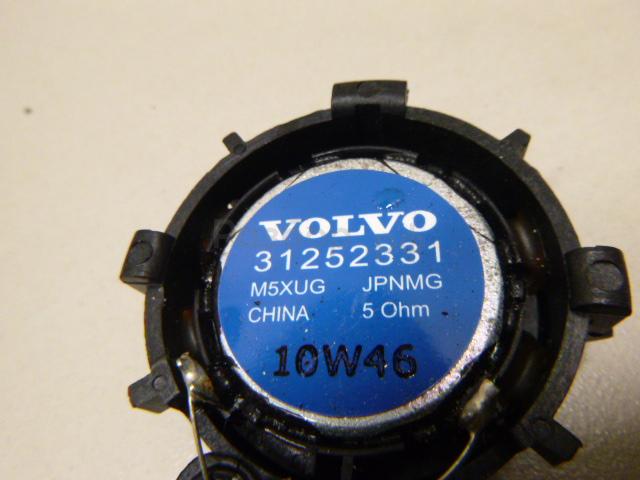 VOLVO
31252331
M5XUG JPNMG
CHINA 5 Ohm
10W46